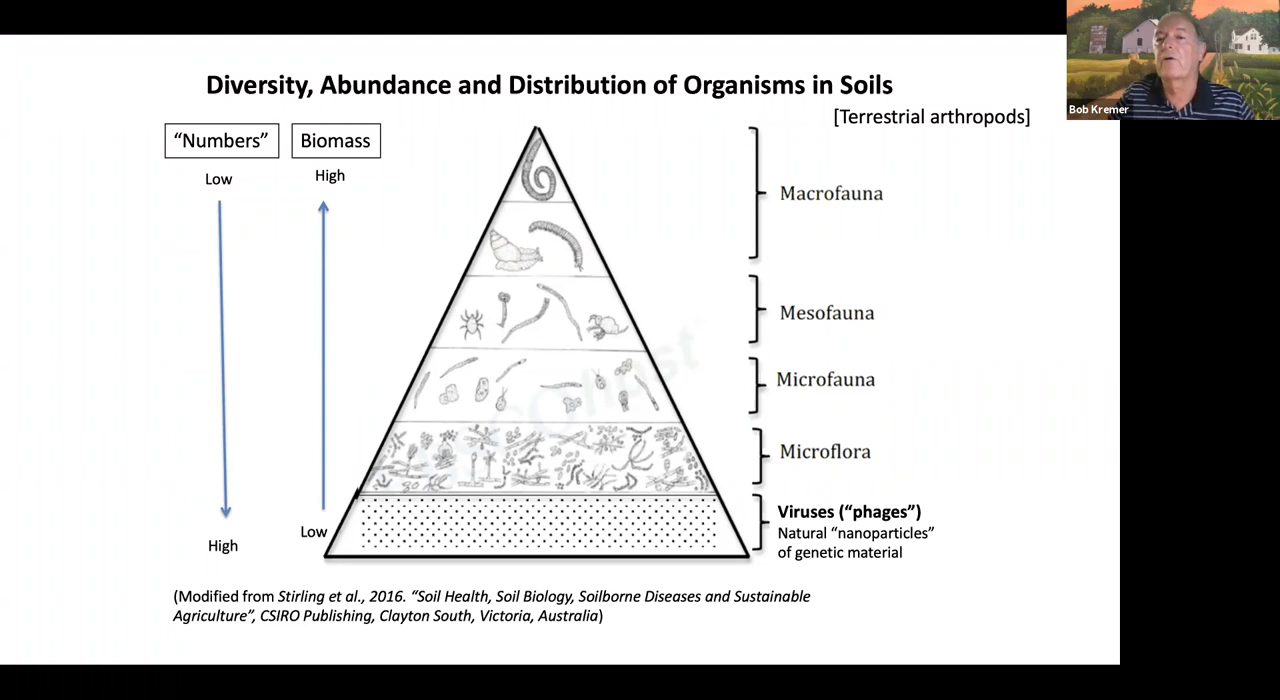 Diversity, Abundance and Distribution of Organisms in Soils
[Terrestrial arthropods]
Bob Kremer
“Numbers”
Biomass
Low
High
Macrofauna
Mesofauna
Microfauna
Microflora
Viruses (“phages”)
Natural “nanoparticles”
of genetic material
Low
High
(Modified from Stirling et al., 2016. “Soil Health, Soil Biology, Soilborne Diseases and Sustainable
Agriculture”, CSIRO Publishing, Clayton South, Victoria, Australia)